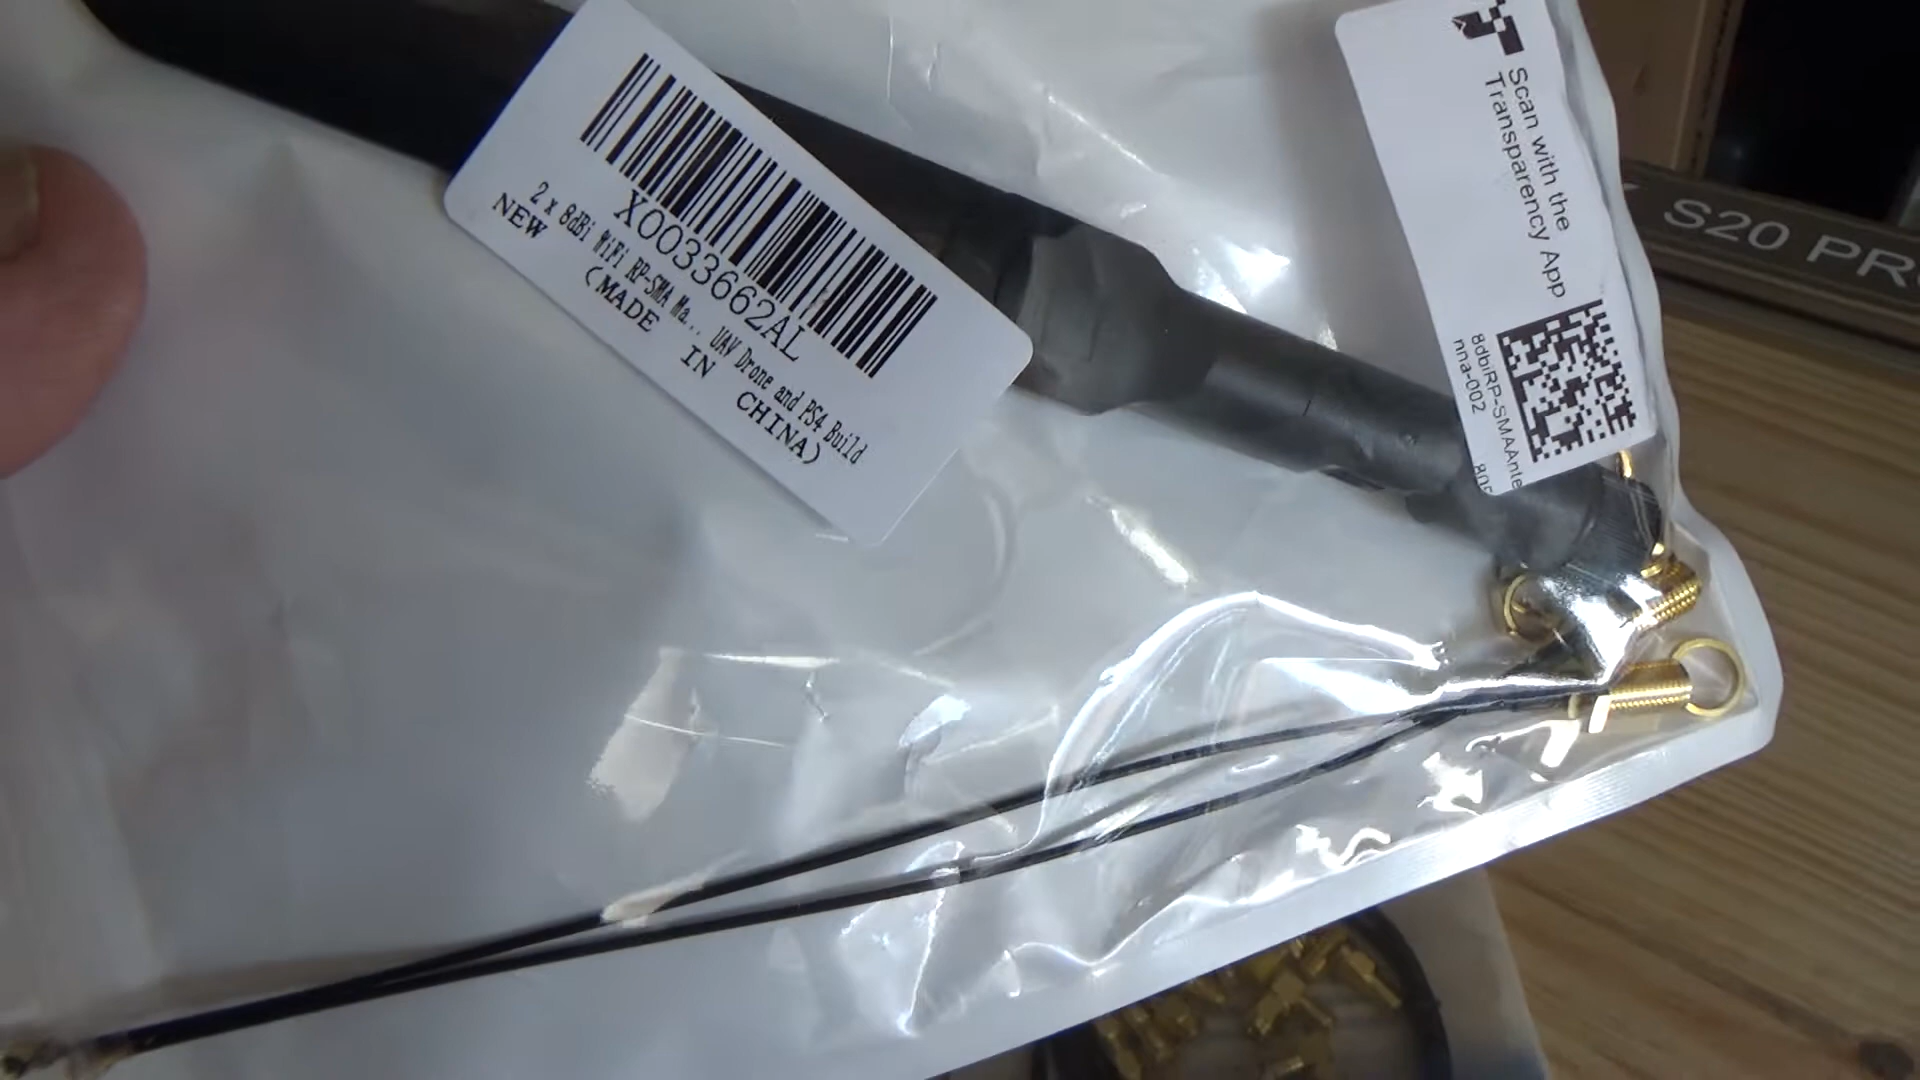 X0033662AL
2 x 8dBi WiFi RP-SMA Ma... UAV Drone and PS4 Build
NEW
(MADE IN CHINA)
Scan with the
Transparency App
8dbiRP-SMAAnte
nna-002
S20 PR